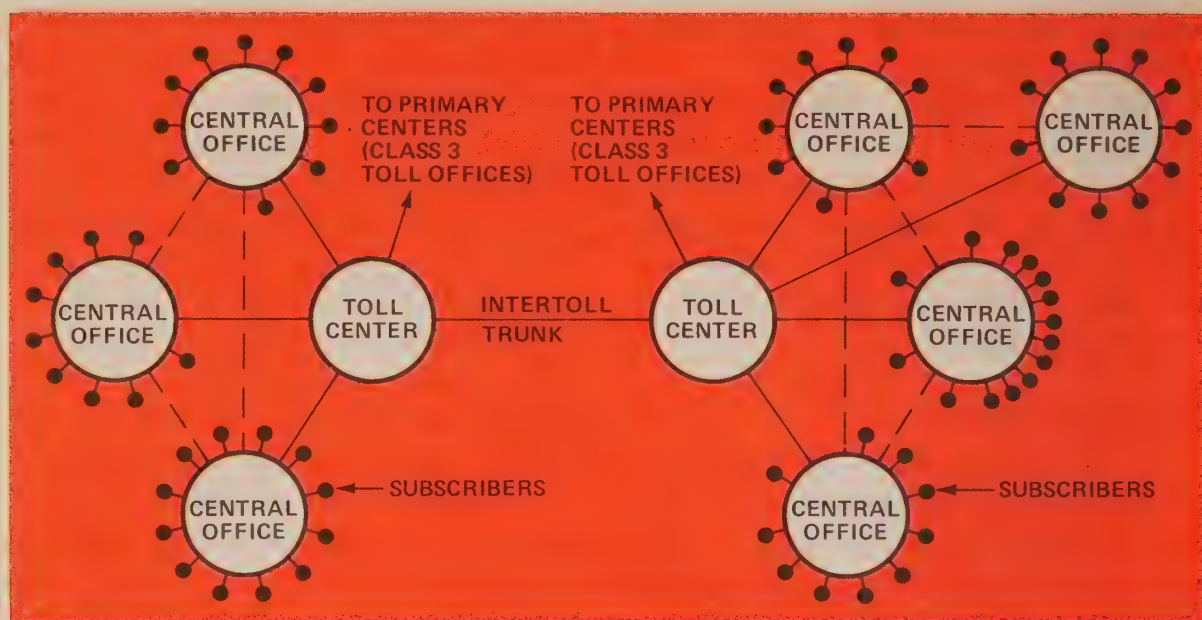 CENTRAL
OFFICE
TO PRIMARY
CENTERS
(CLASS 3
TOLL OFFICES)
TO PRIMARY
CENTERS
(CLASS 3
TOLL OFFICES)
CENTRAL
OFFICE
CENTRAL
OFFICE
CENTRAL
OFFICE
TOLL
CENTER
INTERTOLL
TRUNK
TOLL
CENTER
CENTRAL
OFFICE
CENTRAL
OFFICE
SUBSCRIBERS
CENTRAL
OFFICE
SUBSCRIBERS